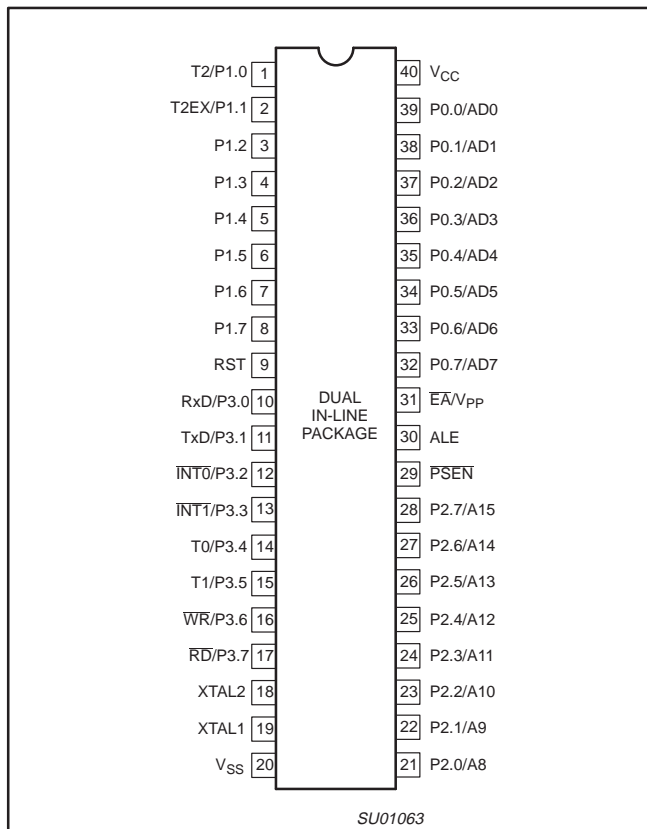 T2/P1.0 1 40 VCC
T2EX/P1.1 2 39 P0.0/AD0
P1.2 3 38 P0.1/AD1
P1.3 4 37 P0.2/AD2
P1.4 5 36 P0.3/AD3
P1.5 6 35 P0.4/AD4
P1.6 7 34 P0.5/AD5
P1.7 8 33 P0.6/AD6
RST 9 32 P0.7/AD7
RxD/P3.0 10 31 E̅A̅/VPP
TxD/P3.1 11 30 ALE
I̅N̅T̅0̅/P3.2 12 29 P̅S̅E̅N̅
I̅N̅T̅1̅/P3.3 13 28 P2.7/A15
T0/P3.4 14 27 P2.6/A14
T1/P3.5 15 26 P2.5/A13
W̅R̅/P3.6 16 25 P2.4/A12
R̅D̅/P3.7 17 24 P2.3/A11
XTAL2 18 23 P2.2/A10
XTAL1 19 22 P2.1/A9
VSS 20 21 P2.0/A8
DUAL
IN-LINE
PACKAGE
SU01063